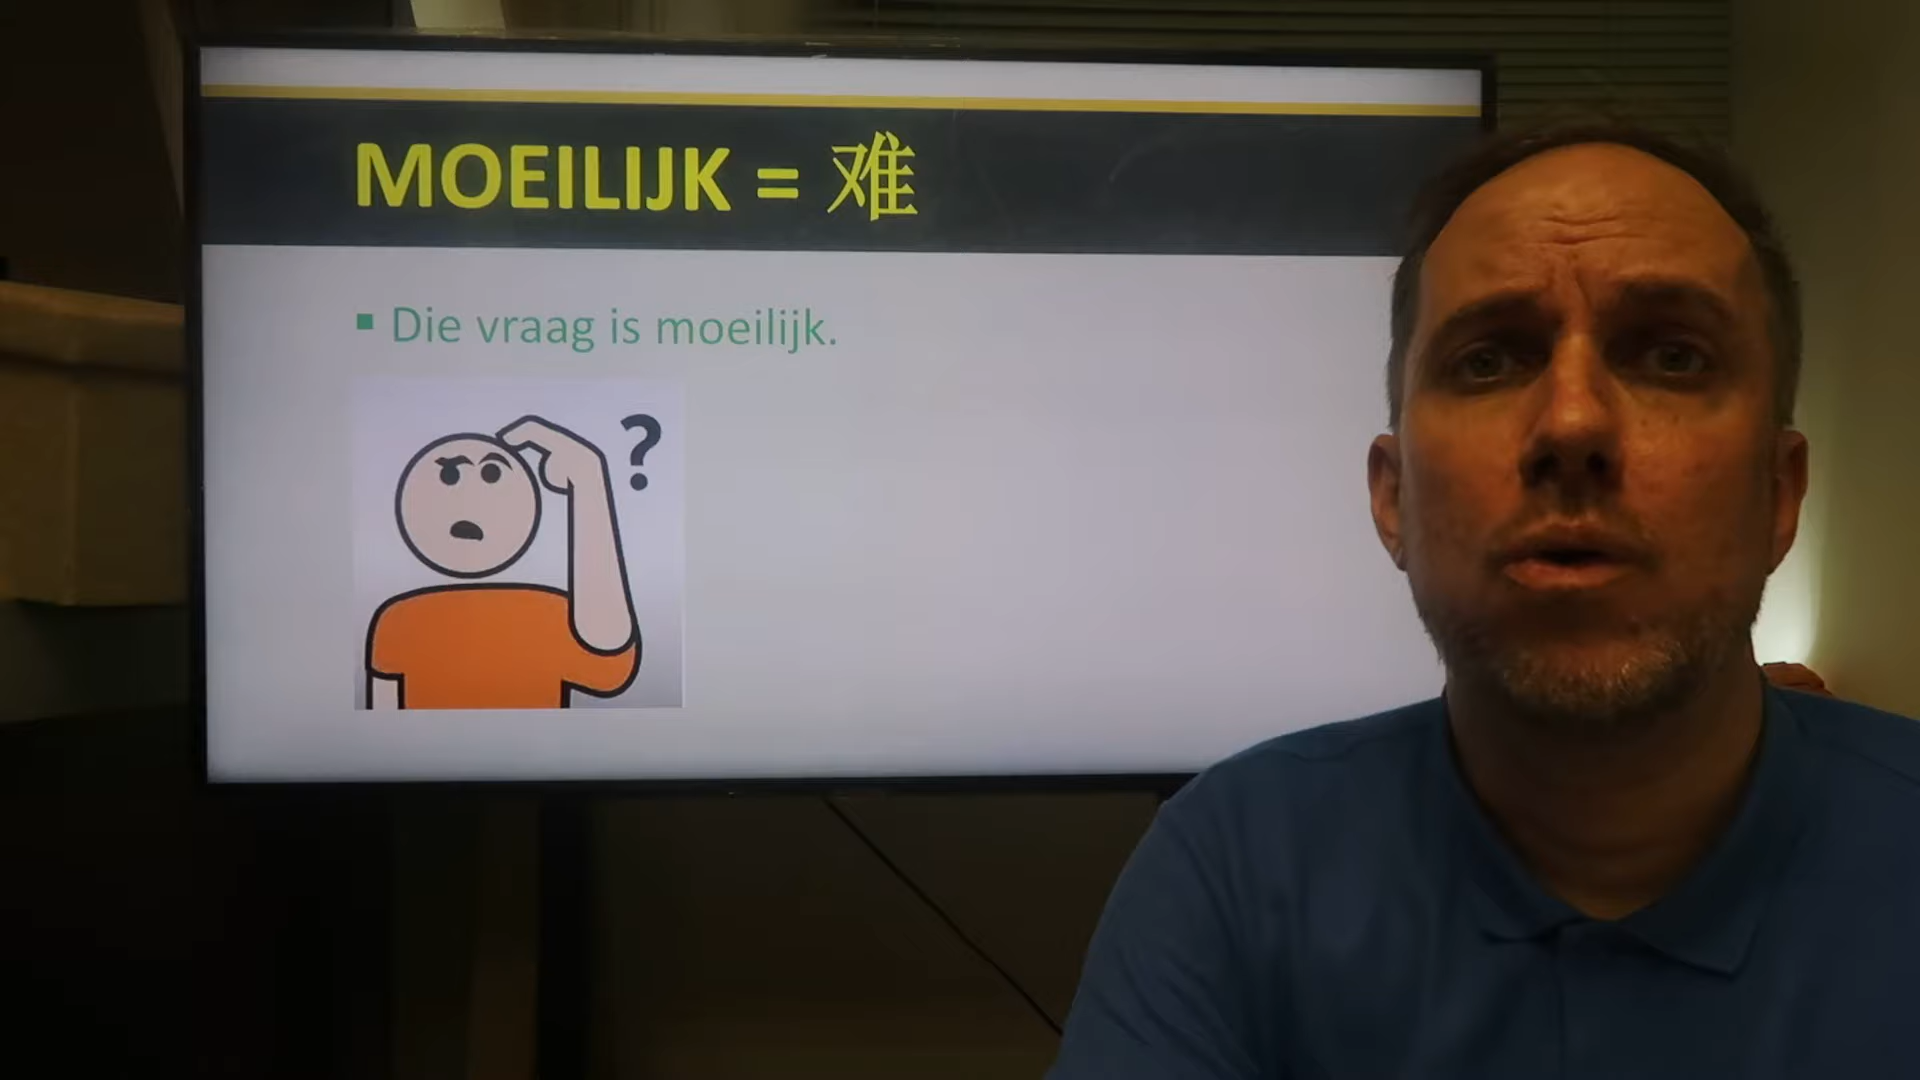 MOEILIJK = 难
Die vraag is moeilijk.
?